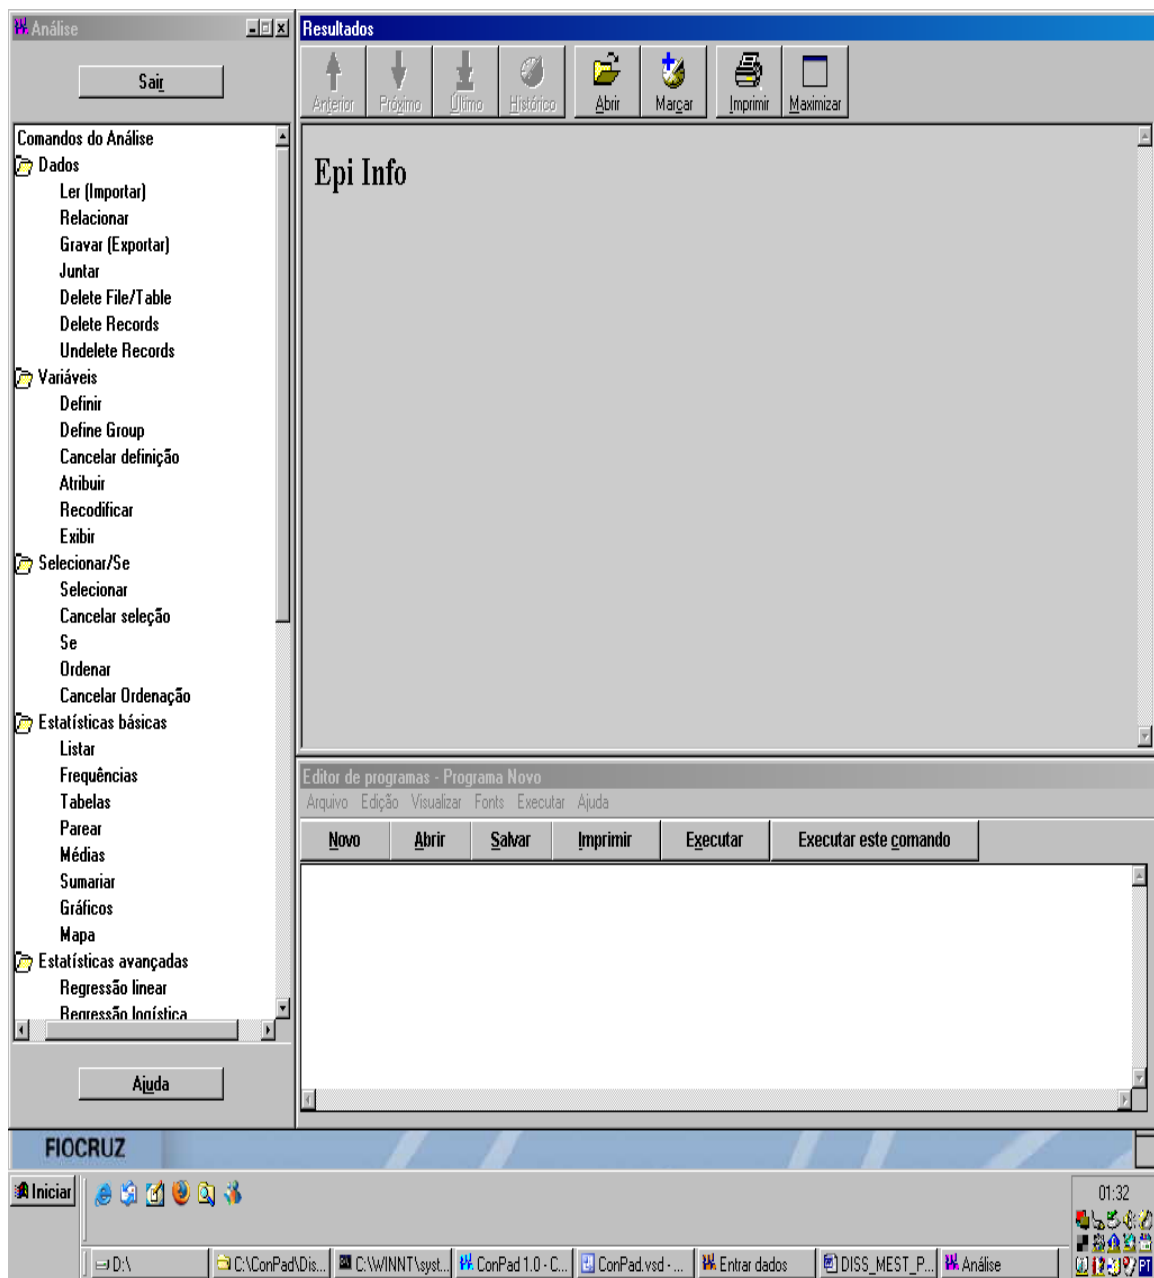 Análise
Sair
Comandos do Análise
Dados
Ler (Importar)
Relacionar
Gravar (Exportar)
Juntar
Delete File/Table
Delete Records
Undelete Records
Variáveis
Definir
Define Group
Cancelar definição
Atribuir
Recodificar
Exibir
Selecionar/Se
Selecionar
Cancelar seleção
Se
Ordenar
Cancelar Ordenação
Estatísticas básicas
Listar
Frequências
Tabelas
Parear
Médias
Sumariar
Gráficos
Mapa
Estatísticas avançadas
Regressão linear
Regressão logística
Ajuda
Resultados
Anterior Próximo Último Histórico Abrir Marcar Imprimir Maximizar
Epi Info
Editor de programas - Programa Novo
Arquivo Edição Visualizar Fonts Executar Ajuda
Novo Abrir Salvar Imprimir Executar Executar este comando
FIOCRUZ
Iniciar
01:32
D:\ C:\ConPad\Dis... C:\WINNT\syst... ConPad 1.0 - C... ConPad.vsd - ... Entrar dados DISS_MEST_P... Análise
PT